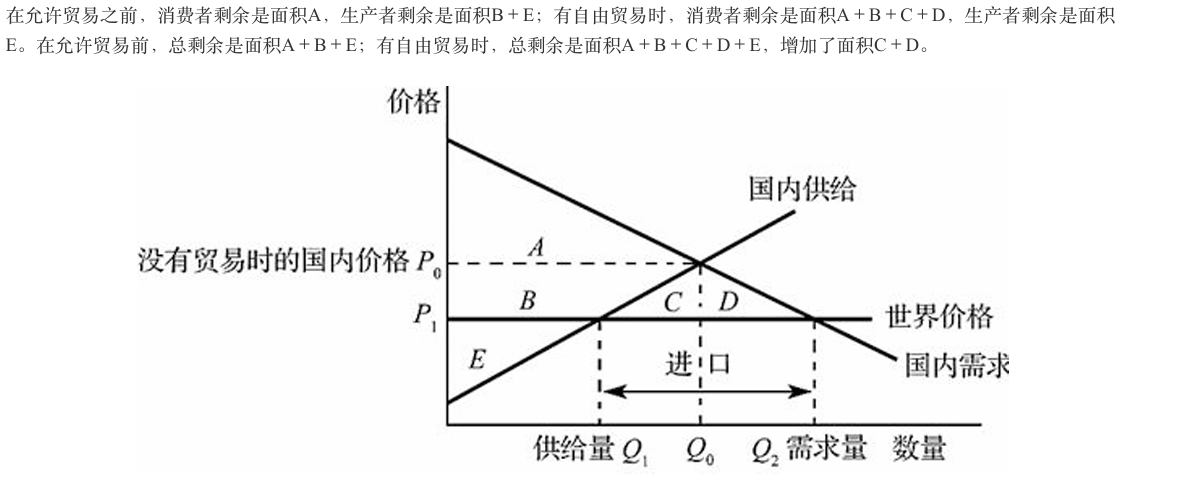 在允许贸易之前，消费者剩余是面积A，生产者剩余是面积B+E；有自由贸易时，消费者剩余是面积A+B+C+D，生产者剩余是面积
E。在允许贸易前，总剩余是面积A+B+E；有自由贸易时，总剩余是面积A+B+C+D+E，增加了面积C+D。
价格
国内供给
A
没有贸易时的国内价格 P₀
B
C
D
P₁
世界价格
E
进口
国内需求
供给量 Q₁ Q₀ Q₂ 需求量 数量